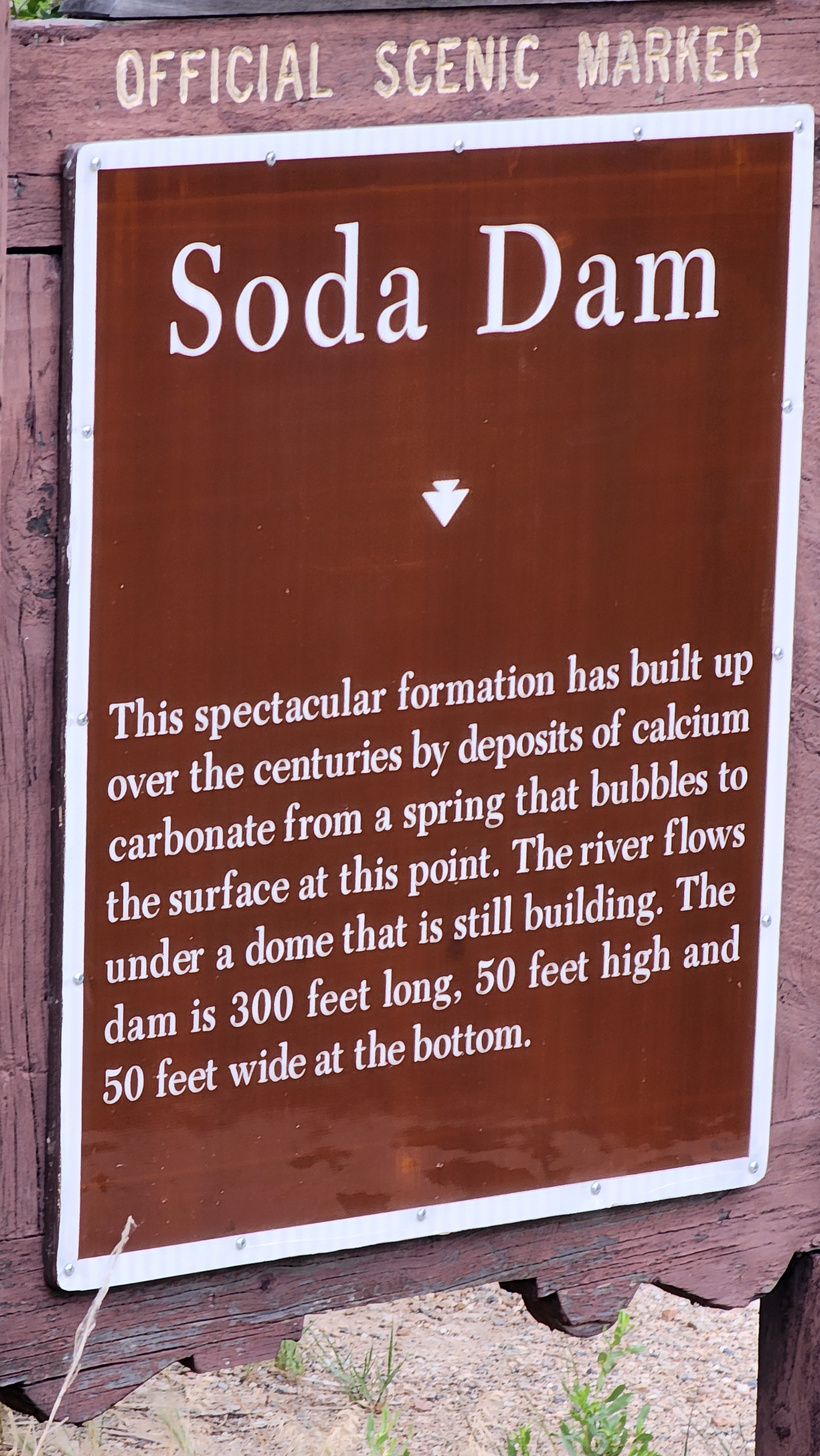 OFFICIAL SCENIC MARKER
Soda Dam
This spectacular formation has built up
over the centuries by deposits of calcium
carbonate from a spring that bubbles to
the surface at this point. The river flows
under a dome that is still building. The
dam is 300 feet long, 50 feet high and
50 feet wide at the bottom.